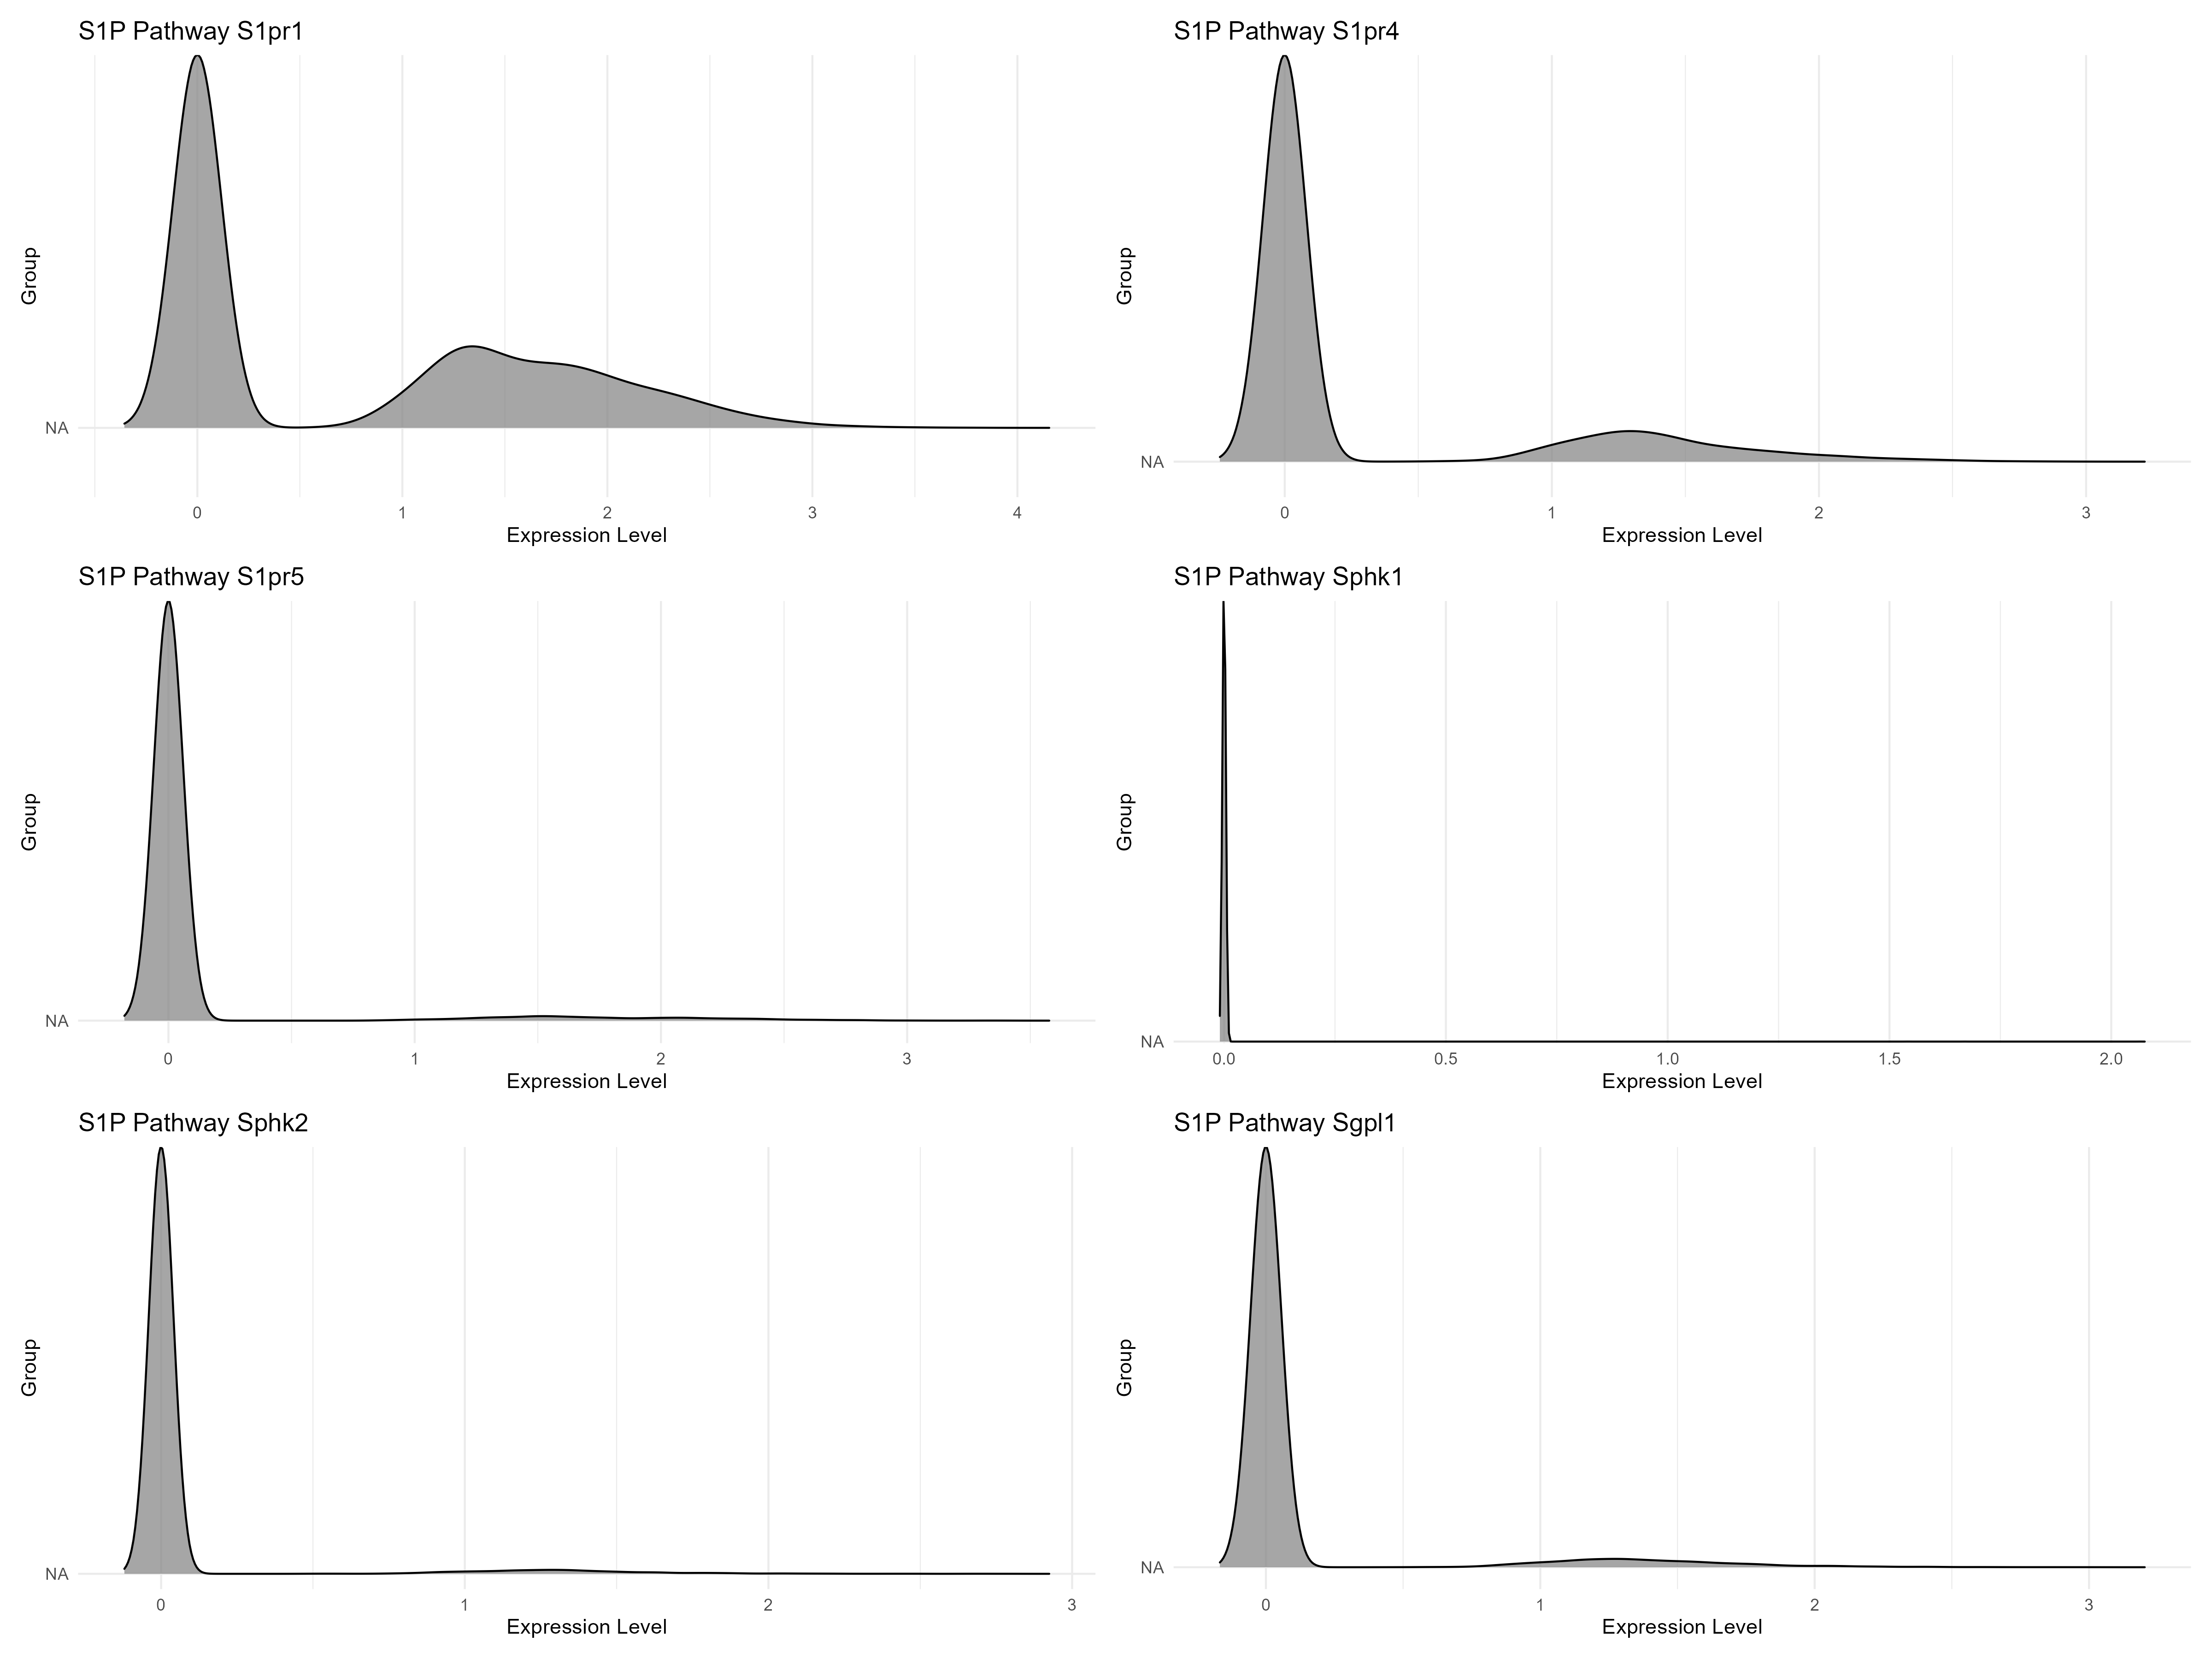 S1P Pathway S1pr1
Group
NA
0 1 2 3 4
Expression Level
S1P Pathway S1pr4
Group
NA
0 1 2 3
Expression Level
S1P Pathway S1pr5
Group
NA
0 1 2 3
Expression Level
S1P Pathway Sphk1
Group
NA
0.0 0.5 1.0 1.5 2.0
Expression Level
S1P Pathway Sphk2
Group
NA
0 1 2 3
Expression Level
S1P Pathway Sgpl1
Group
NA
0 1 2 3
Expression Level